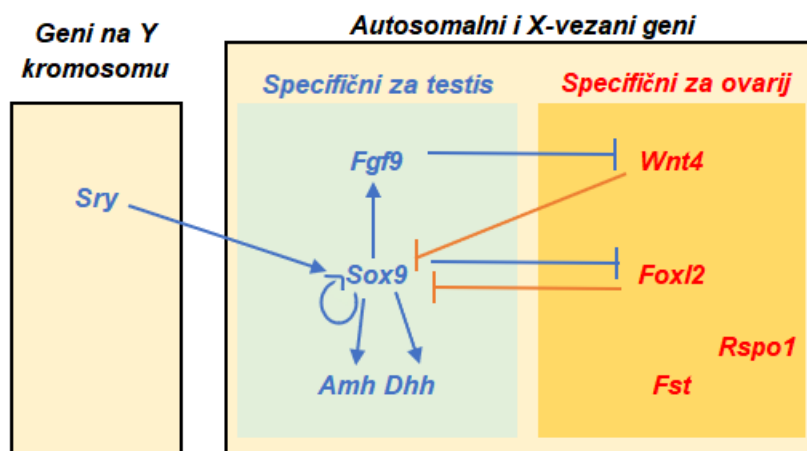 Geni na Y
kromosomu
Autosomalni i X-vezani geni
Specifični za testis
Specifični za ovarij
Fgf9
Wnt4
Sry
Sox9
Foxl2
Rspo1
Amh Dhh
Fst